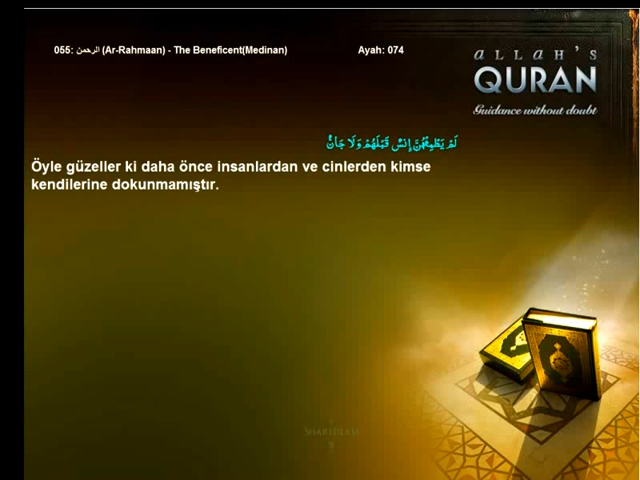 055: الرحمن (Ar-Rahmaan) - The Beneficent(Medinan) Ayah: 074
ALLAH'S
QURAN
Guidance without doubt
لَمْ يَطْمِثْهُنَّ إِنْسٌ قَبْلَهُمْ وَلَا جَانٌّ
Öyle güzeller ki daha önce insanlardan ve cinlerden kimse
kendilerine dokunmamıştır.